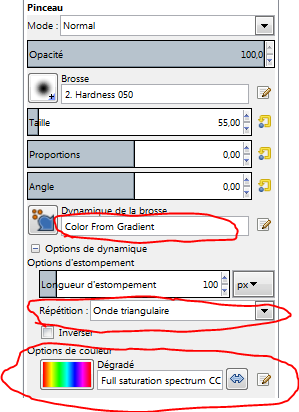 Pinceau
Mode : Normal
Opacité 100,0
Brosse
2. Hardness 050
Taille 55,00
Proportions 0,00
Angle 0,00
Dynamique de la brosse
Color From Gradient
Options de dynamique
Options d'estompement
Longueur d'estompement 100 px
Répétition : Onde triangulaire
Inverser
Options de couleur
Dégradé
Full saturation spectrum CC